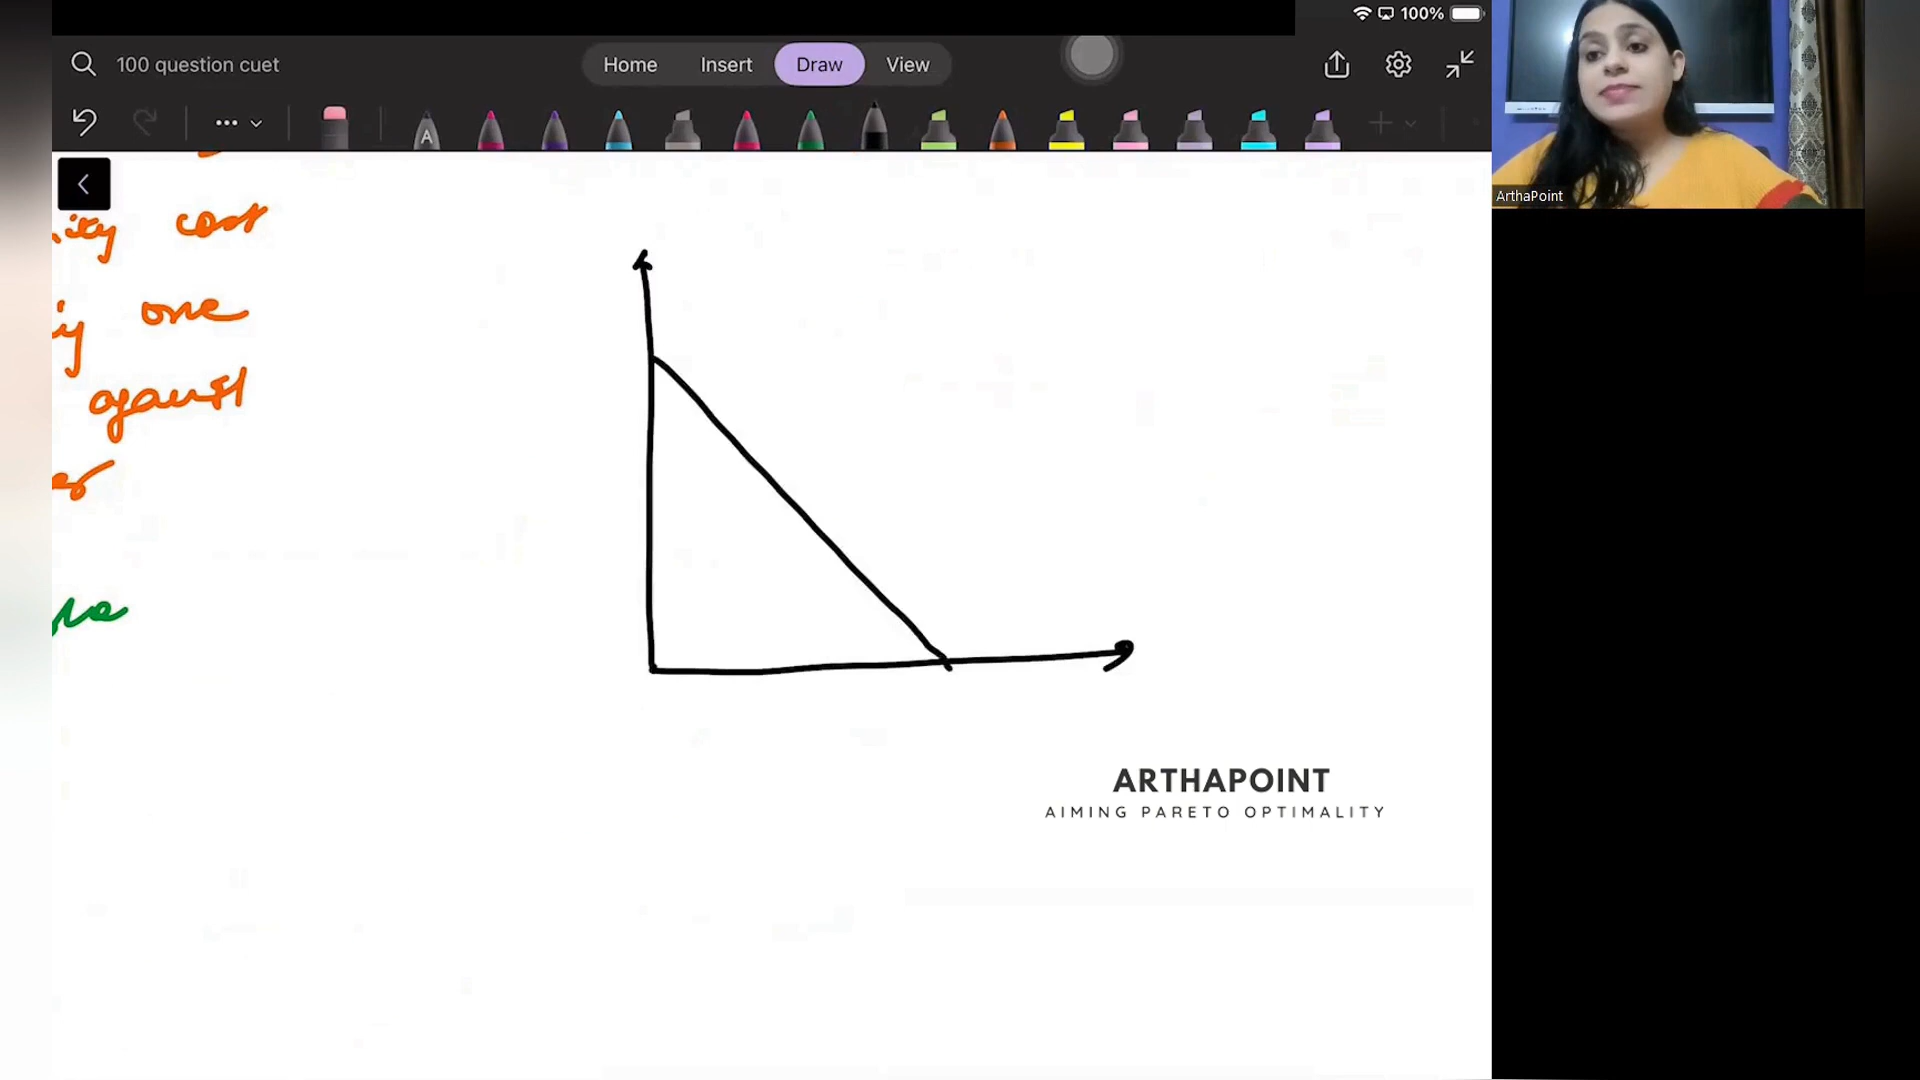 100%
100 question cuet
Home Insert Draw View
A
ArthaPoint
cost
one
against
ARTHAPOINT
AIMING PARETO OPTIMALITY